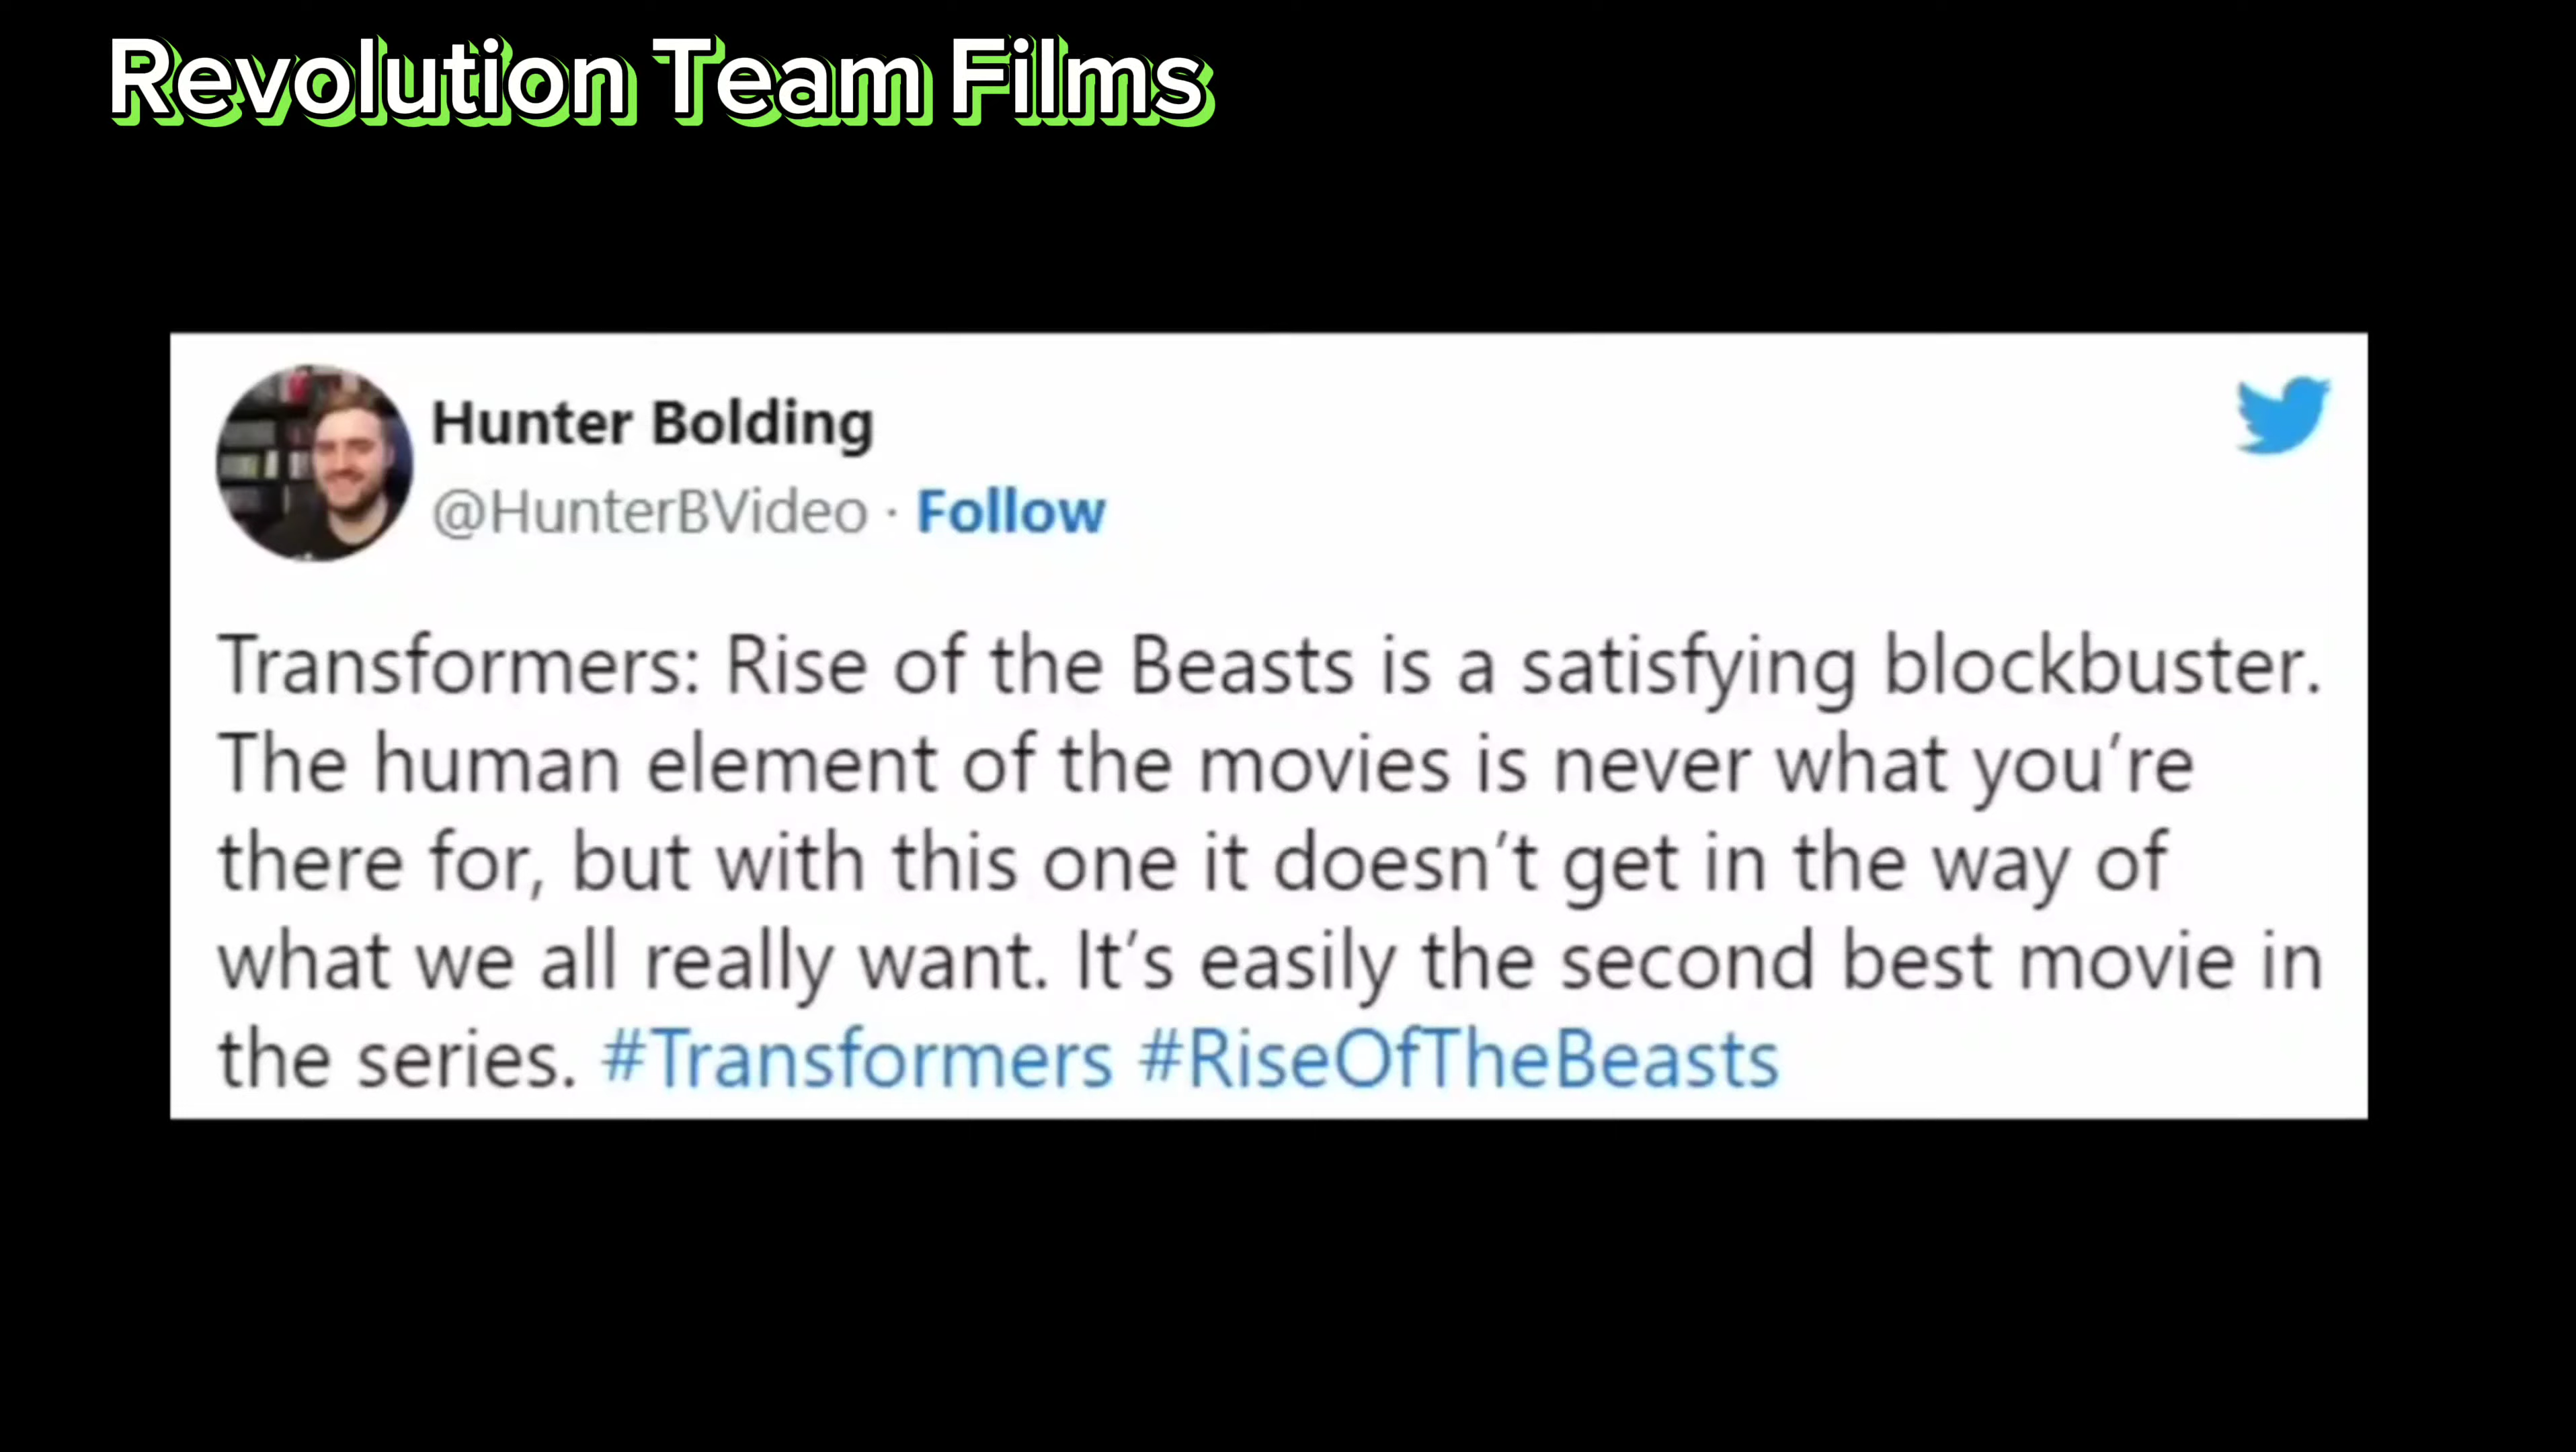 Revolution Team Films
Hunter Bolding
@HunterBVideo · Follow
Transformers: Rise of the Beasts is a satisfying blockbuster.
The human element of the movies is never what you’re
there for, but with this one it doesn’t get in the way of
what we all really want. It’s easily the second best movie in
the series. #Transformers #RiseOfTheBeasts